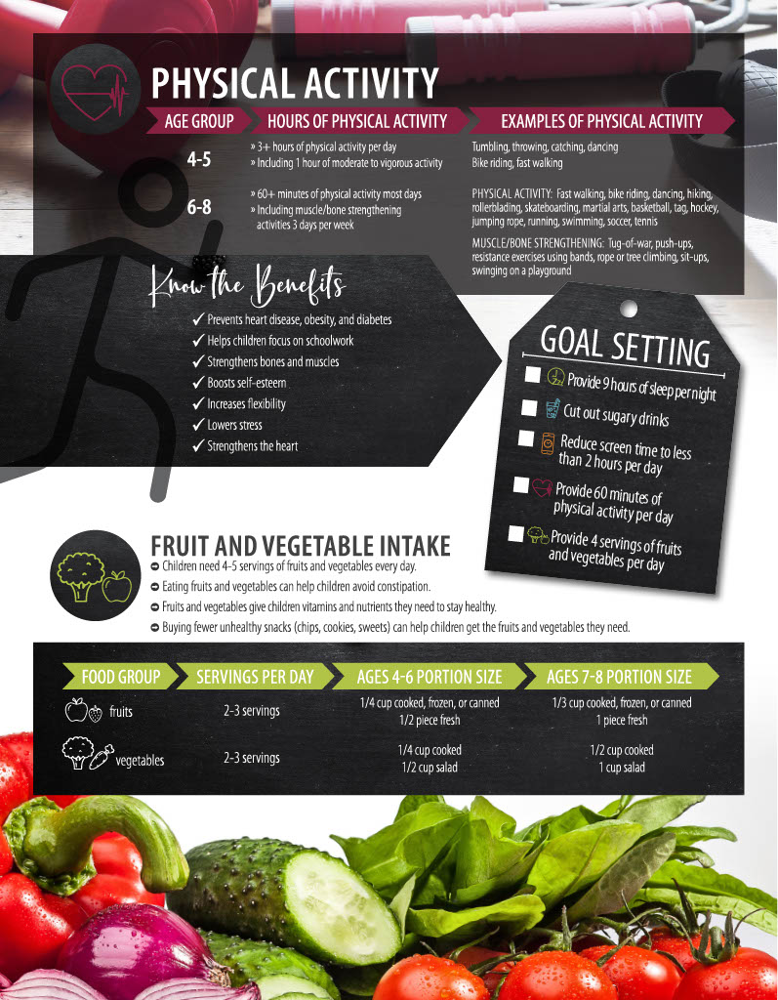 PHYSICAL ACTIVITY
AGE GROUP
HOURS OF PHYSICAL ACTIVITY
EXAMPLES OF PHYSICAL ACTIVITY
4-5
» 3+ hours of physical activity per day
» Including 1 hour of moderate to vigorous activity
Tumbling, throwing, catching, dancing
Bike riding, fast walking
6-8
» 60+ minutes of physical activity most days
» Including muscle/bone strengthening
activities 3 days per week
PHYSICAL ACTIVITY: Fast walking, bike riding, dancing, hiking,
rollerblading, skateboarding, martial arts, basketball, tag, hockey,
jumping rope, running, swimming, soccer, tennis
MUSCLE/BONE STRENGTHENING: Tug-of-war, push-ups,
resistance exercises using bands, rope or tree climbing, sit-ups,
swinging on a playground
Know the Benefits
✓ Prevents heart disease, obesity, and diabetes
✓ Helps children focus on schoolwork
✓ Strengthens bones and muscles
✓ Boosts self-esteem
✓ Increases flexibility
✓ Lowers stress
✓ Strengthens the heart
GOAL SETTING
Provide 9 hours of sleep per night
Cut out sugary drinks
Reduce screen time to less
than 2 hours per day
Provide 60 minutes of
physical activity per day
Provide 4 servings of fruits
and vegetables per day
FRUIT AND VEGETABLE INTAKE
Children need 4-5 servings of fruits and vegetables every day.
Eating fruits and vegetables can help children avoid constipation.
Fruits and vegetables give children vitamins and nutrients they need to stay healthy.
Buying fewer unhealthy snacks (chips, cookies, sweets) can help children get the fruits and vegetables they need.
FOOD GROUP
SERVINGS PER DAY
AGES 4-6 PORTION SIZE
AGES 7-8 PORTION SIZE
fruits
2-3 servings
1/4 cup cooked, frozen, or canned
1/2 piece fresh
1/3 cup cooked, frozen, or canned
1 piece fresh
vegetables
2-3 servings
1/4 cup cooked
1/2 cup salad
1/2 cup cooked
1 cup salad